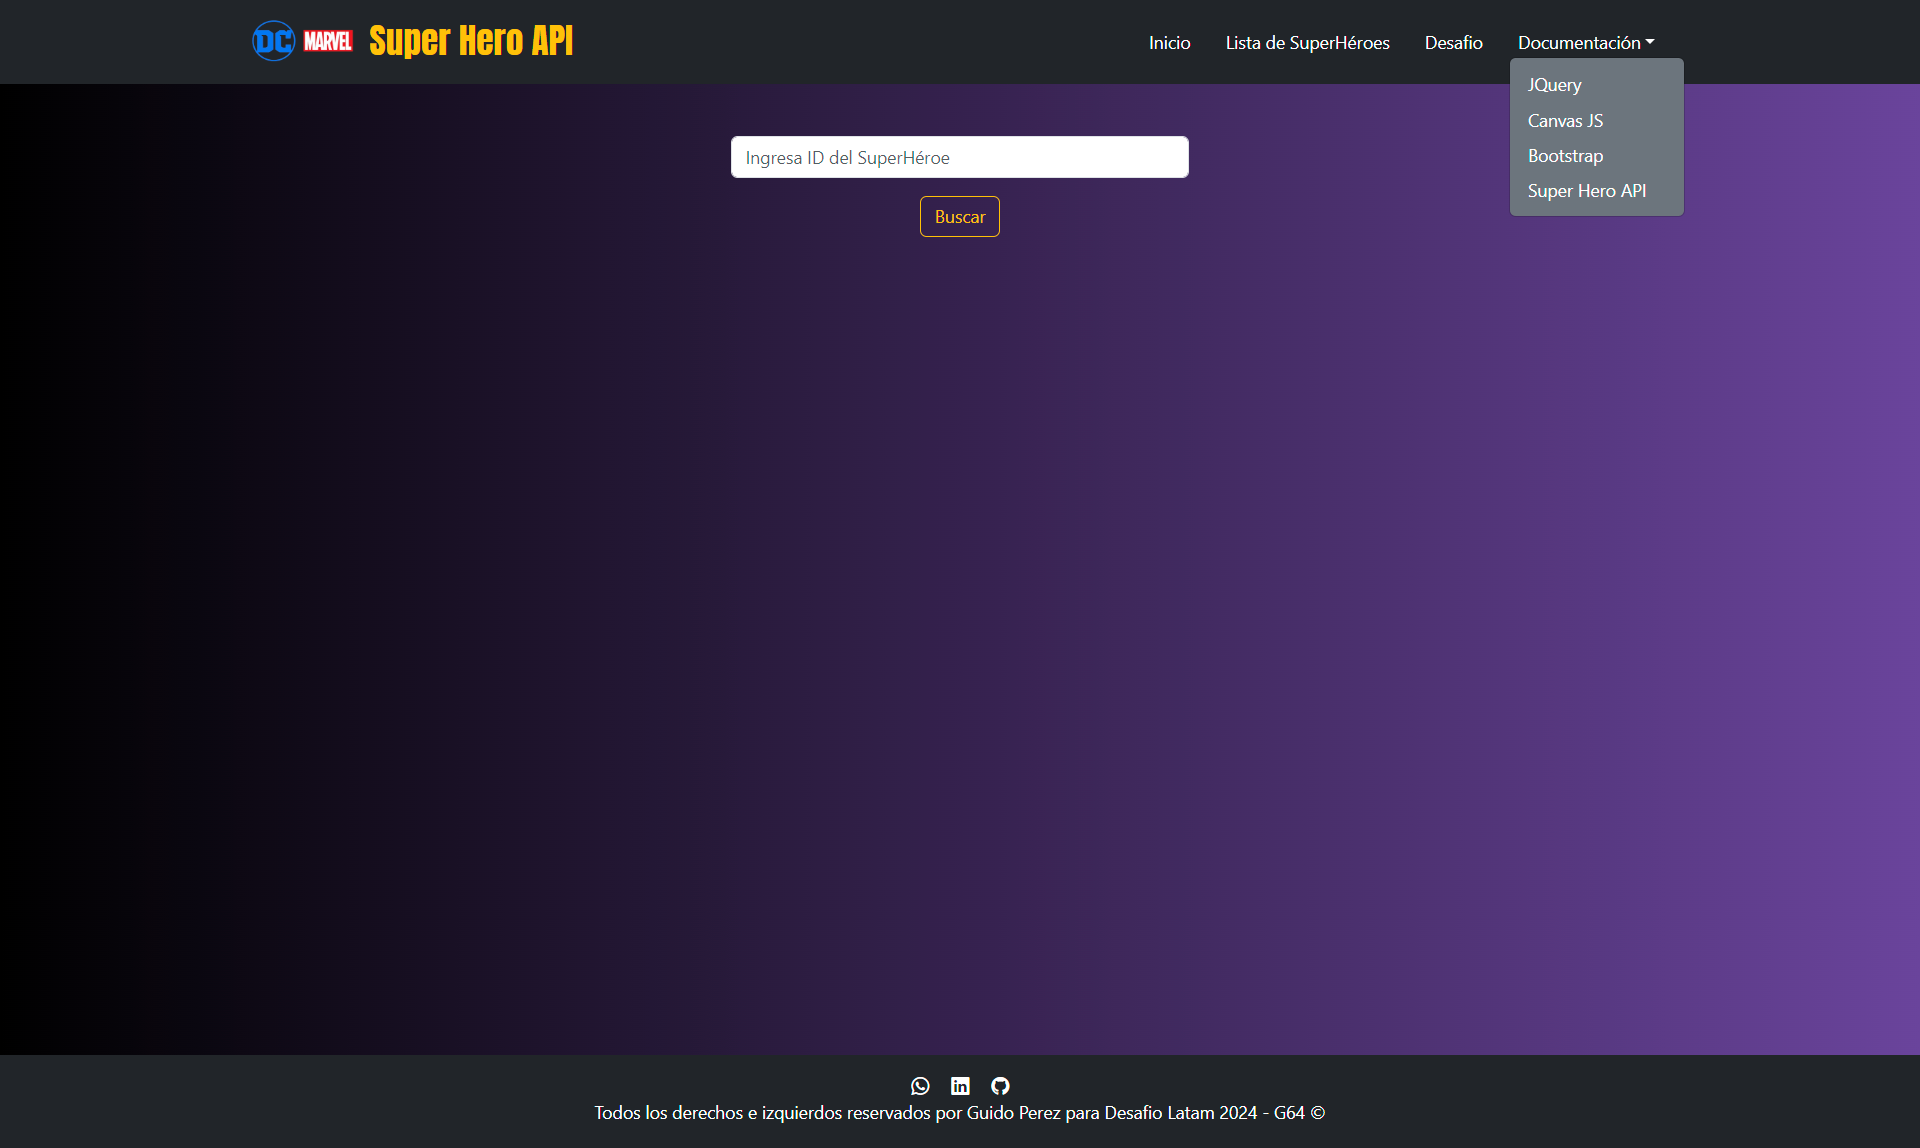 DC MARVEL Super Hero API
Inicio Lista de SuperHéroes Desafio Documentación
JQuery
Canvas JS
Bootstrap
Super Hero API
Ingresa ID del SuperHéroe
Buscar
in
Todos los derechos e izquierdos reservados por Guido Perez para Desafio Latam 2024 - G64 ©